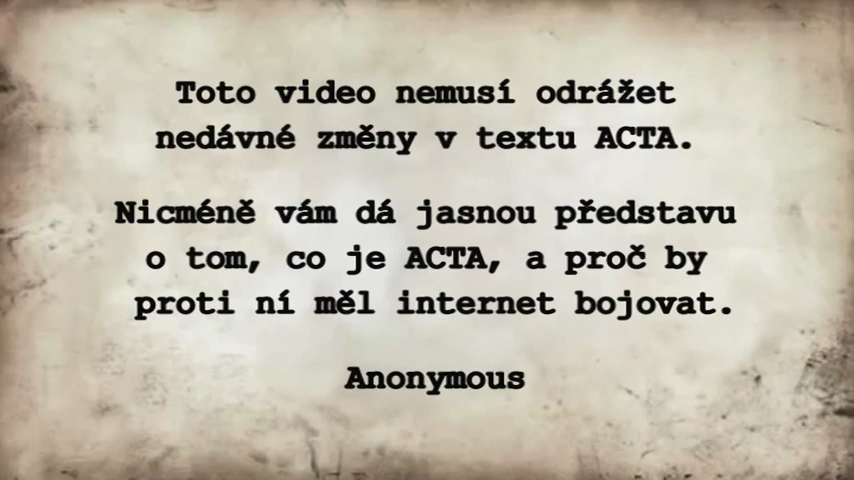 Toto video nemusí odrážet
nedávné změny v textu ACTA.
Nicméně vám dá jasnou představu
o tom, co je ACTA, a proč by
proti ní měl internet bojovat.
Anonymous